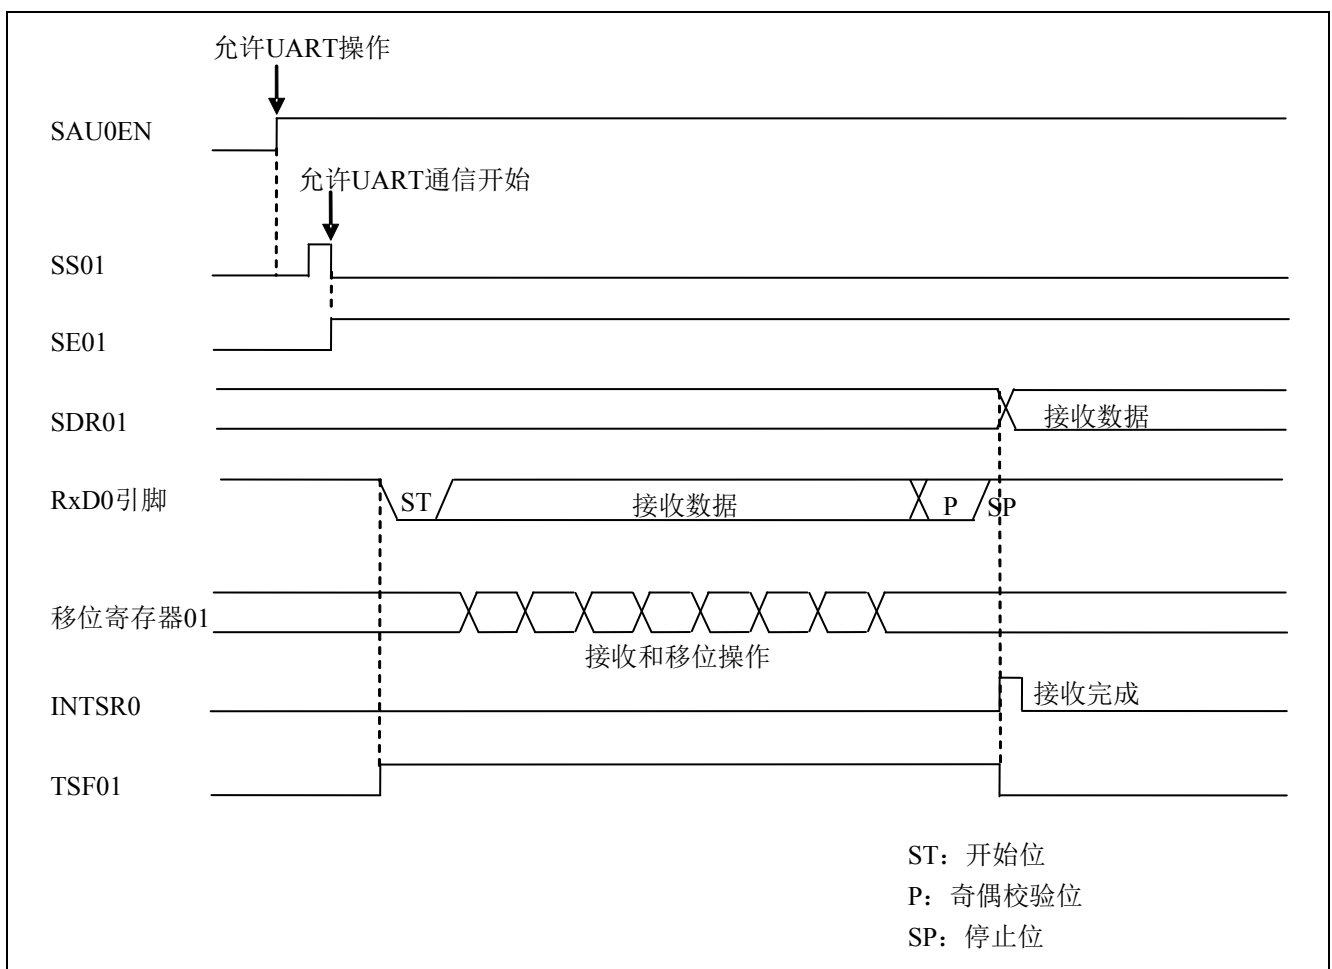 允许UART操作
SAU0EN
允许UART通信开始
SS01
SE01
SDR01
接收数据
RxD0引脚
ST
接收数据
P
SP
移位寄存器01
接收和移位操作
INTSR0
接收完成
TSF01
ST：开始位
P：奇偶校验位
SP：停止位